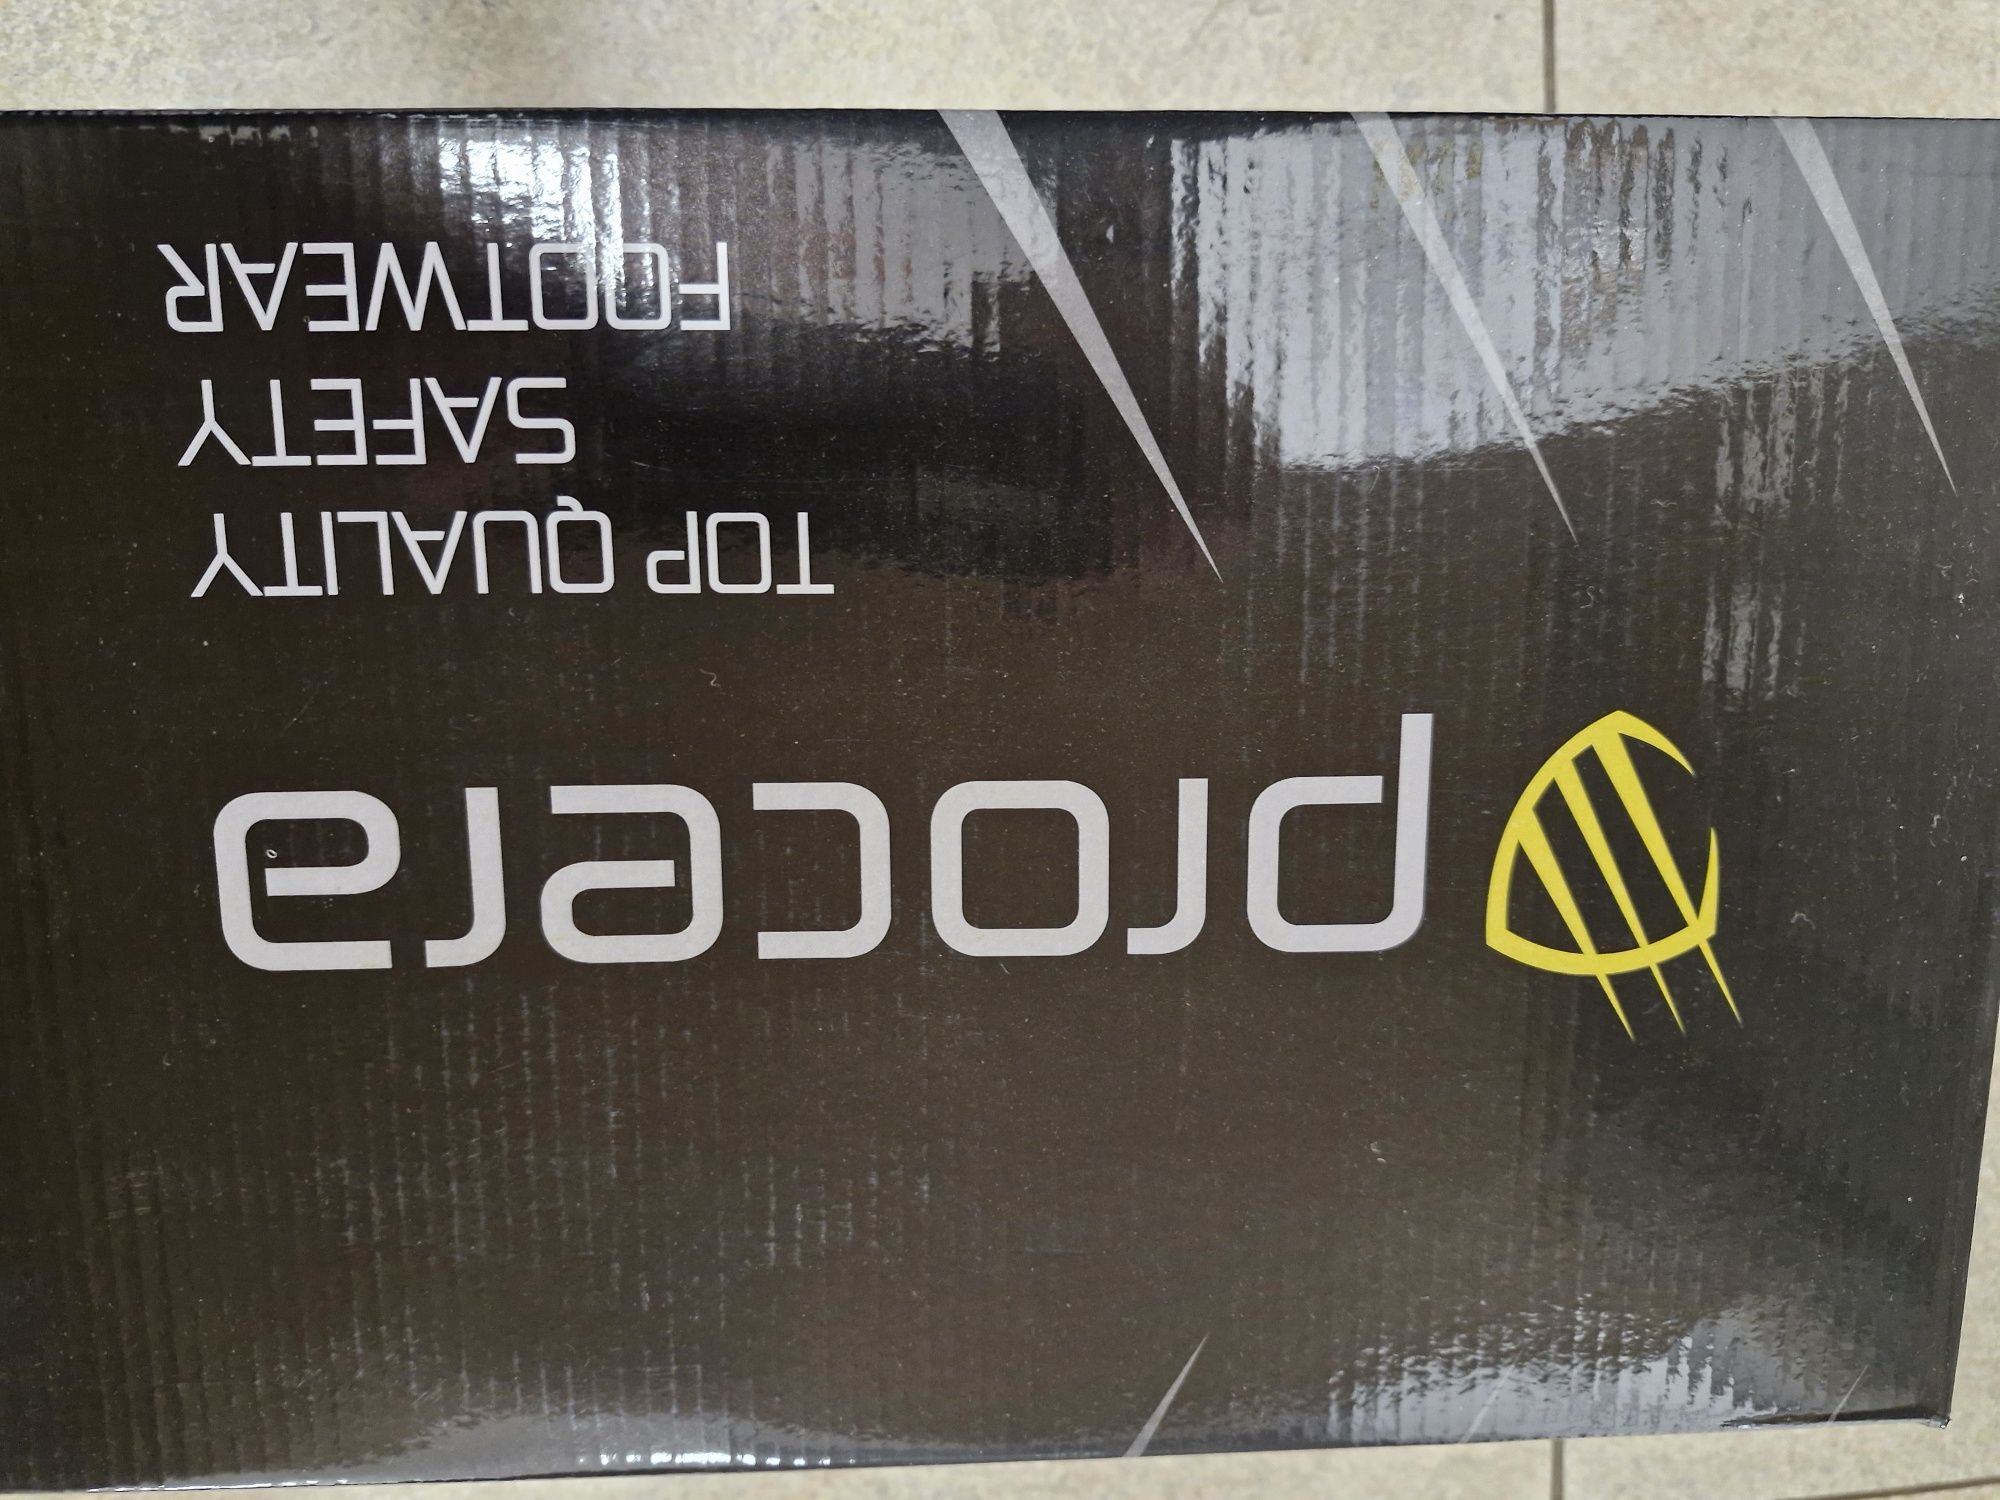 procera
TOP QUALITY
SAFETY
FOOTWEAR